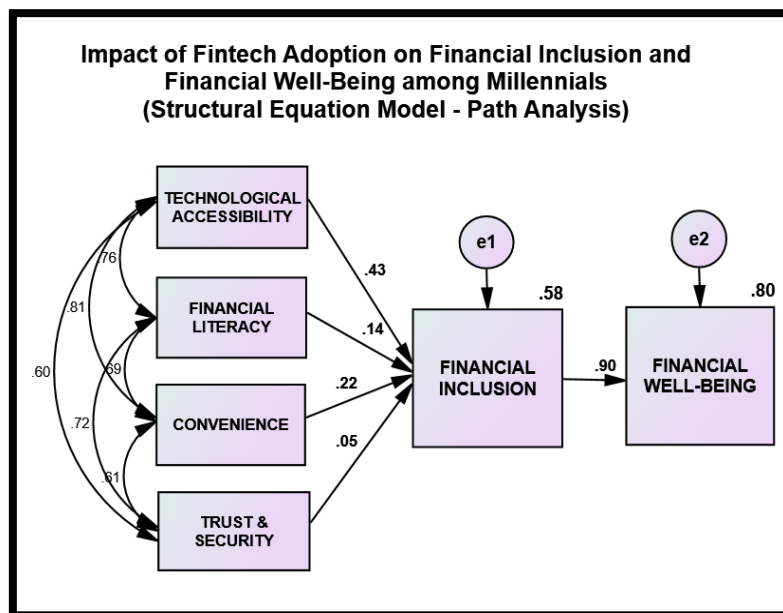 Impact of Fintech Adoption on Financial Inclusion and
Financial Well-Being among Millennials
(Structural Equation Model - Path Analysis)
TECHNOLOGICAL
ACCESSIBILITY
e1
e2
.76
.43
.58
.80
.81
FINANCIAL
LITERACY
.14
.60
.69
.22
FINANCIAL
INCLUSION
.90
FINANCIAL
WELL-BEING
.72
CONVENIENCE
.05
.61
TRUST &
SECURITY